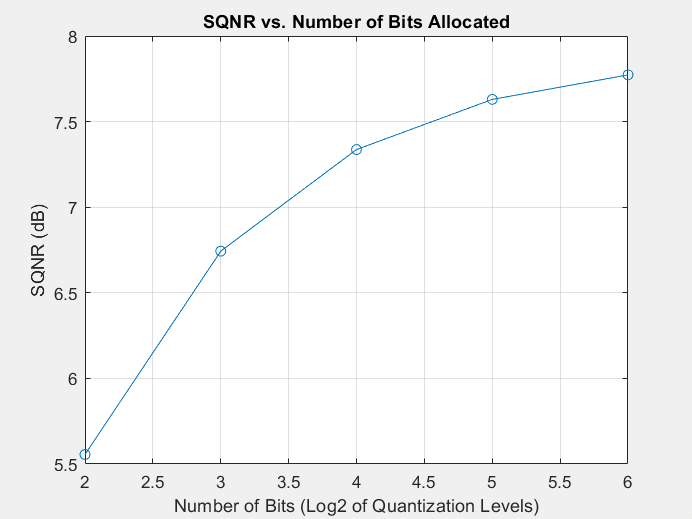 SQNR vs. Number of Bits Allocated
8
7.5
7
6.5
6
5.5
SQNR (dB)
2 2.5 3 3.5 4 4.5 5 5.5 6
Number of Bits (Log2 of Quantization Levels)